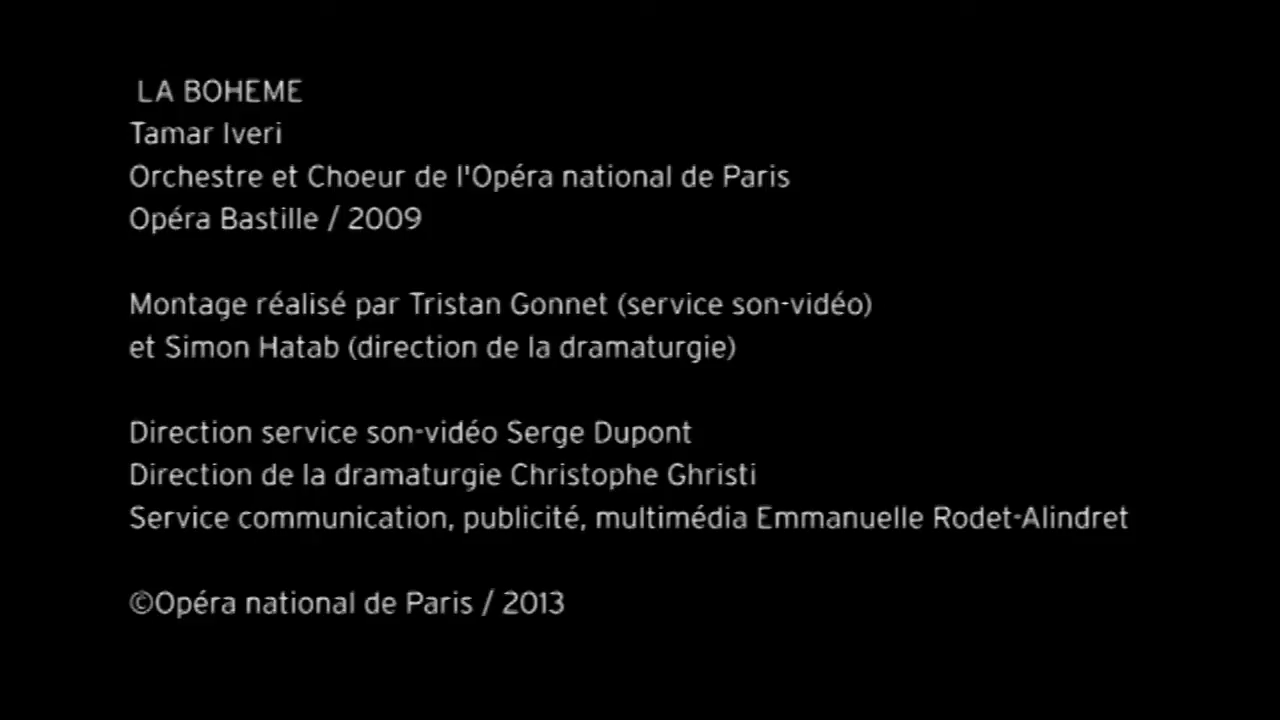 LA BOHEME
Tamar Iveri
Orchestre et Choeur de l'Opéra national de Paris
Opéra Bastille / 2009
Montage réalisé par Tristan Gonnet (service son-vidéo)
et Simon Hatab (direction de la dramaturgie)
Direction service son-vidéo Serge Dupont
Direction de la dramaturgie Christophe Ghristi
Service communication, publicité, multimédia Emmanuelle Rodet-Alindret
©Opéra national de Paris / 2013